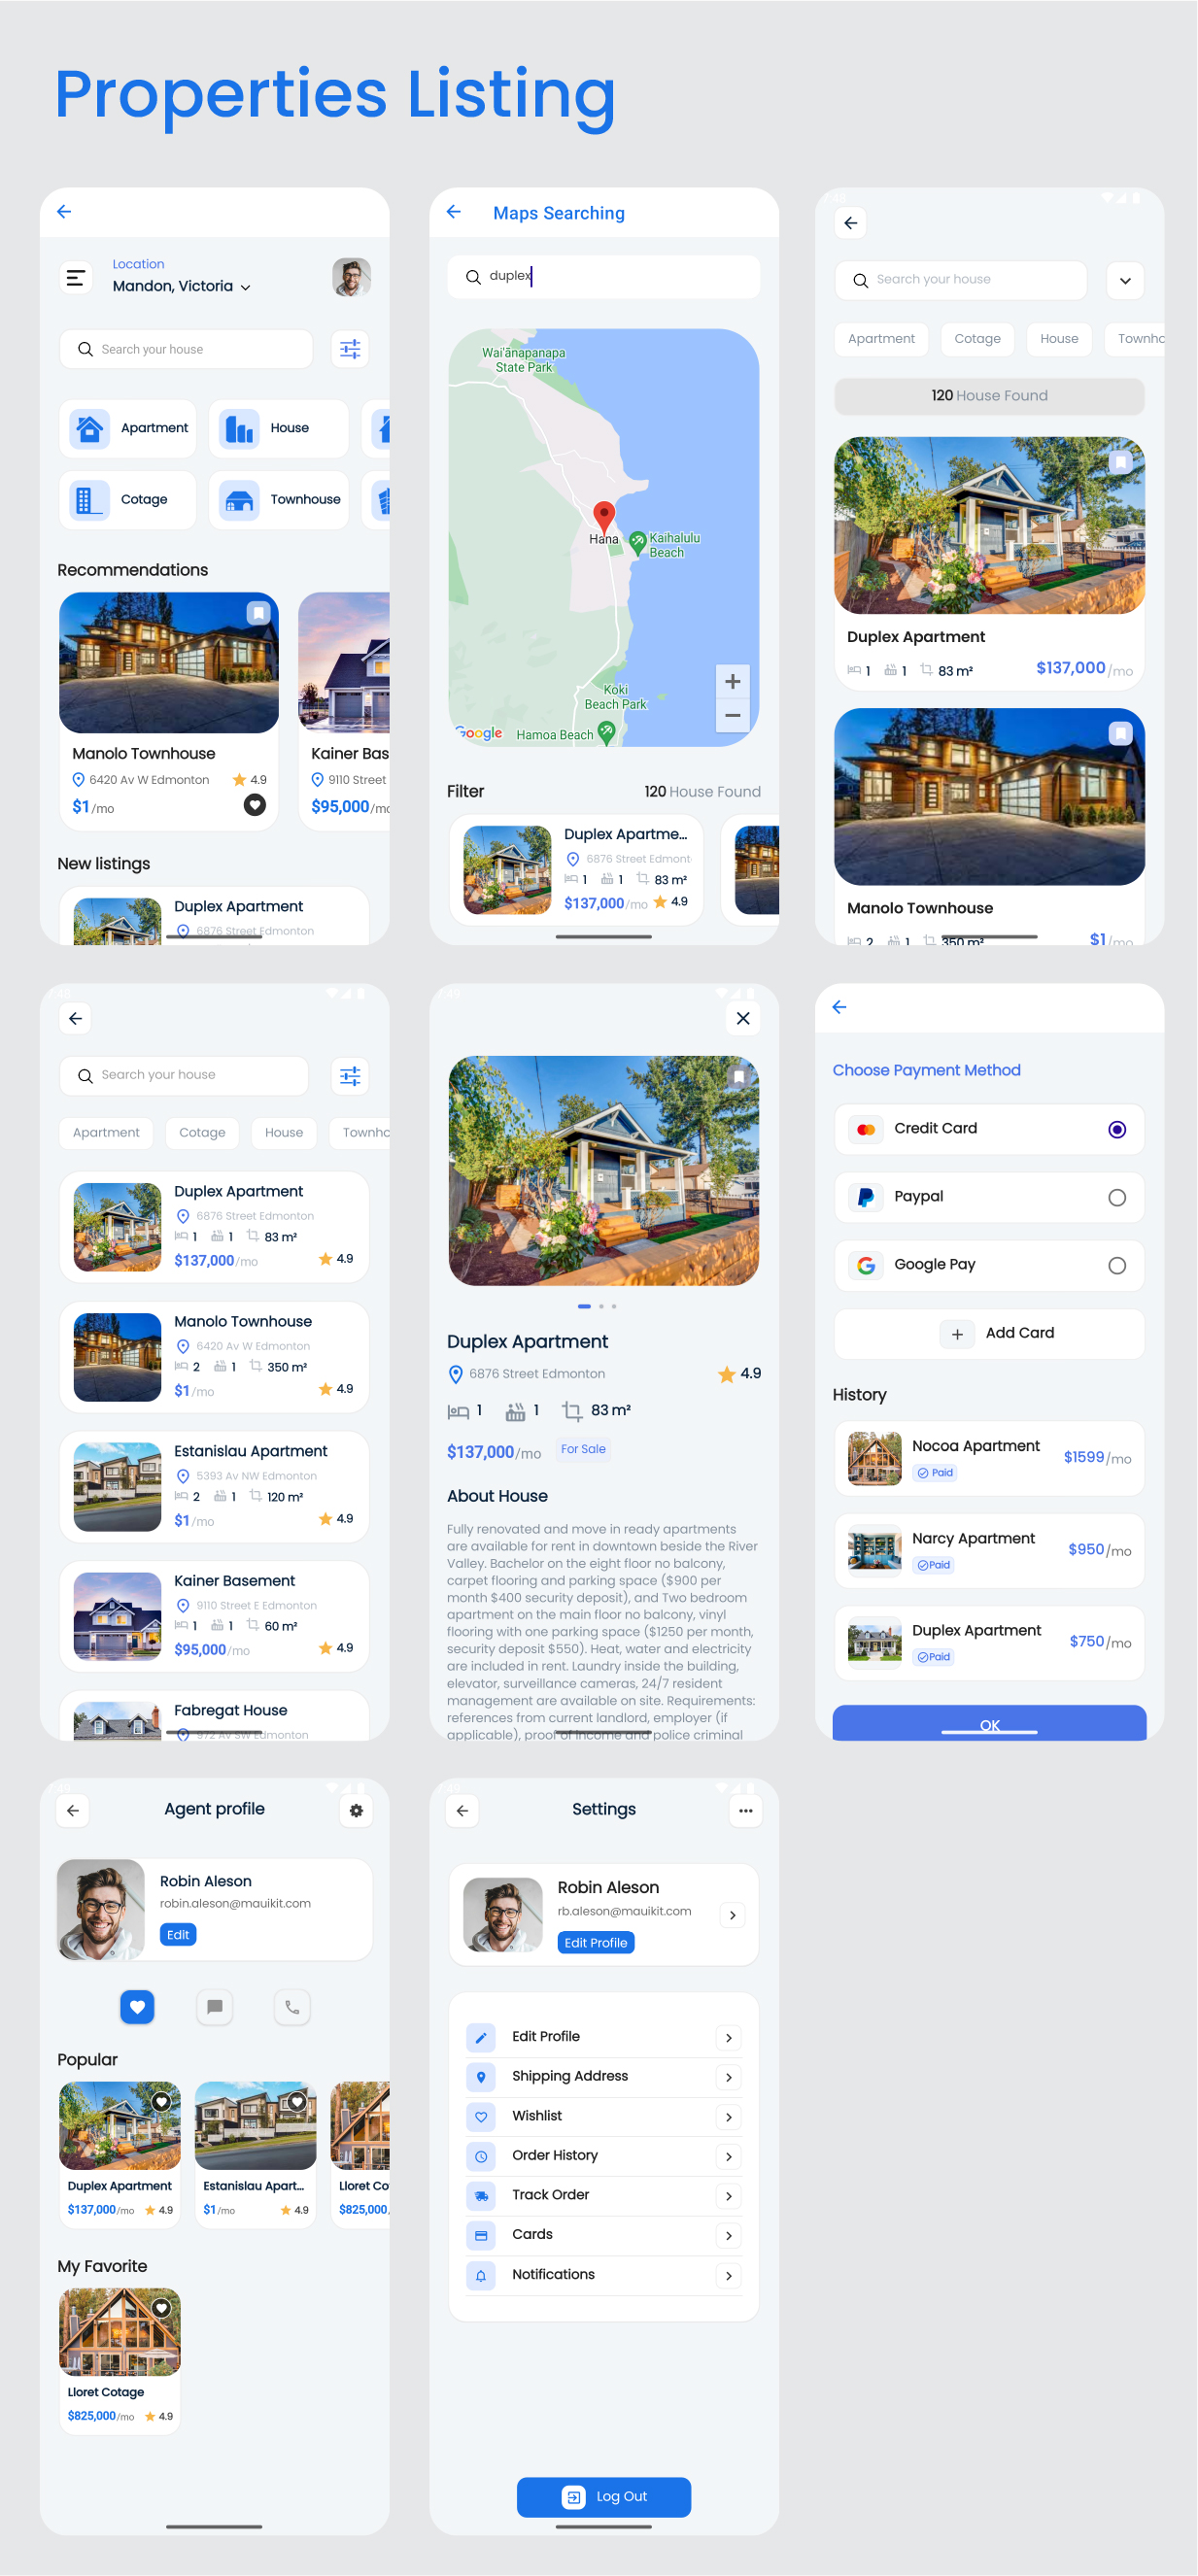 Properties Listing
Location
Mandon, Victoria
Search your house
Apartment
House
Cotage
Townhouse
Recommendations
Manolo Townhouse
6420 Av W Edmonton
4.9
$1/mo
Kainer Bas
9110 Street
$95,000/mo
New listings
Duplex Apartment
6876 Street Edmonton
Maps Searching
duplex
Wai'ānapanapa
State Park
Hana
Kaihalulu
Beach
Koki
Beach Park
Hamoa Beach
Google
Filter
120 House Found
Duplex Apartme...
6876 Street Edmont
1 1 83 m²
$137,000/mo 4.9
7:48
Search your house
Apartment
Cotage
House
Townho
120 House Found
Duplex Apartment
1 1 83 m²
$137,000/mo
Manolo Townhouse
2 1 350 m²
$1/mo
Search your house
Apartment
Cotage
House
Townho
Duplex Apartment
6876 Street Edmonton
1 1 83 m²
$137,000/mo 4.9
Manolo Townhouse
6420 Av W Edmonton
2 1 350 m²
$1/mo 4.9
Estanislau Apartment
5393 Av NW Edmonton
2 1 120 m²
$1/mo 4.9
Kainer Basement
9110 Street E Edmonton
1 1 60 m²
$95,000/mo 4.9
Fabregat House
972 Av SW Edmonton
7:49
Duplex Apartment
6876 Street Edmonton 4.9
1 1 83 m²
$137,000/mo For Sale
About House
Fully renovated and move in ready apartments
are available for rent in downtown beside the River
Valley. Bachelor on the eight floor no balcony,
carpet flooring and parking space ($900 per
month $400 security deposit), and Two bedroom
apartment on the main floor no balcony, vinyl
flooring with one parking space ($1250 per month,
security deposit $550). Heat, water and electricity
are included in rent. Laundry inside the building,
elevator, surveillance cameras, 24/7 resident
management are available on site. Requirements:
references from current landlord, employer (if
applicable), proof of income and police criminal
Choose Payment Method
Credit Card
Paypal
Google Pay
Add Card
History
Nocoa Apartment
Paid
$1599/mo
Narcy Apartment
Paid
$950/mo
Duplex Apartment
Paid
$750/mo
OK
7:49
Agent profile
Robin Aleson
robin.aleson@mauikit.com
Edit
Popular
Duplex Apartment
$137,000/mo 4.9
Estanislau Apart...
$1/mo 4.9
Lloret Co
$825,000/
My Favorite
Lloret Cotage
$825,000/mo 4.9
7:49
Settings
Robin Aleson
rb.aleson@mauikit.com
Edit Profile
Edit Profile
Shipping Address
Wishlist
Order History
Track Order
Cards
Notifications
Log Out